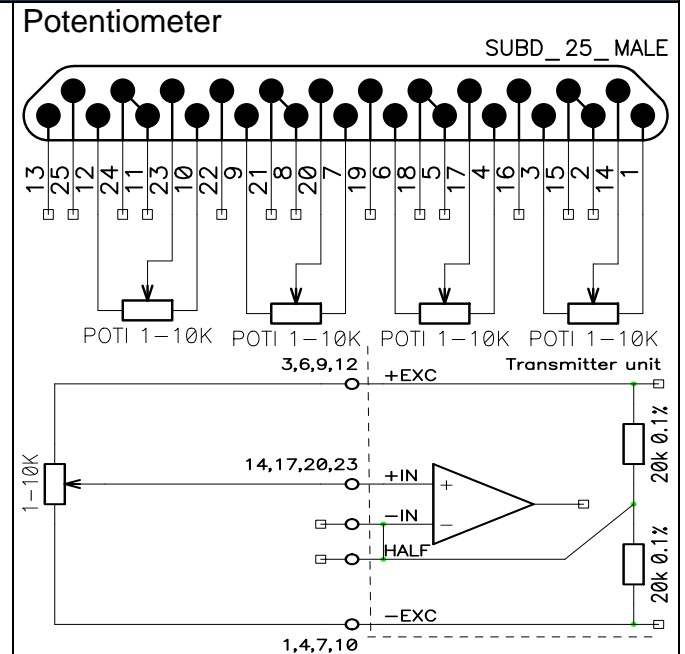 Potentiometer
SUBD_25_MALE
13 25 12 24 11 23 10 22 9 21 8 20 7 19 6 18 5 17 4 16 3 15 2 14 1
POTI 1-10K POTI 1-10K POTI 1-10K POTI 1-10K
3,6,9,12 +EXC Transmitter unit
20k 0.1%
1-10K
14,17,20,23 +IN
+
-IN
-
HALF
20k 0.1%
-EXC
1,4,7,10